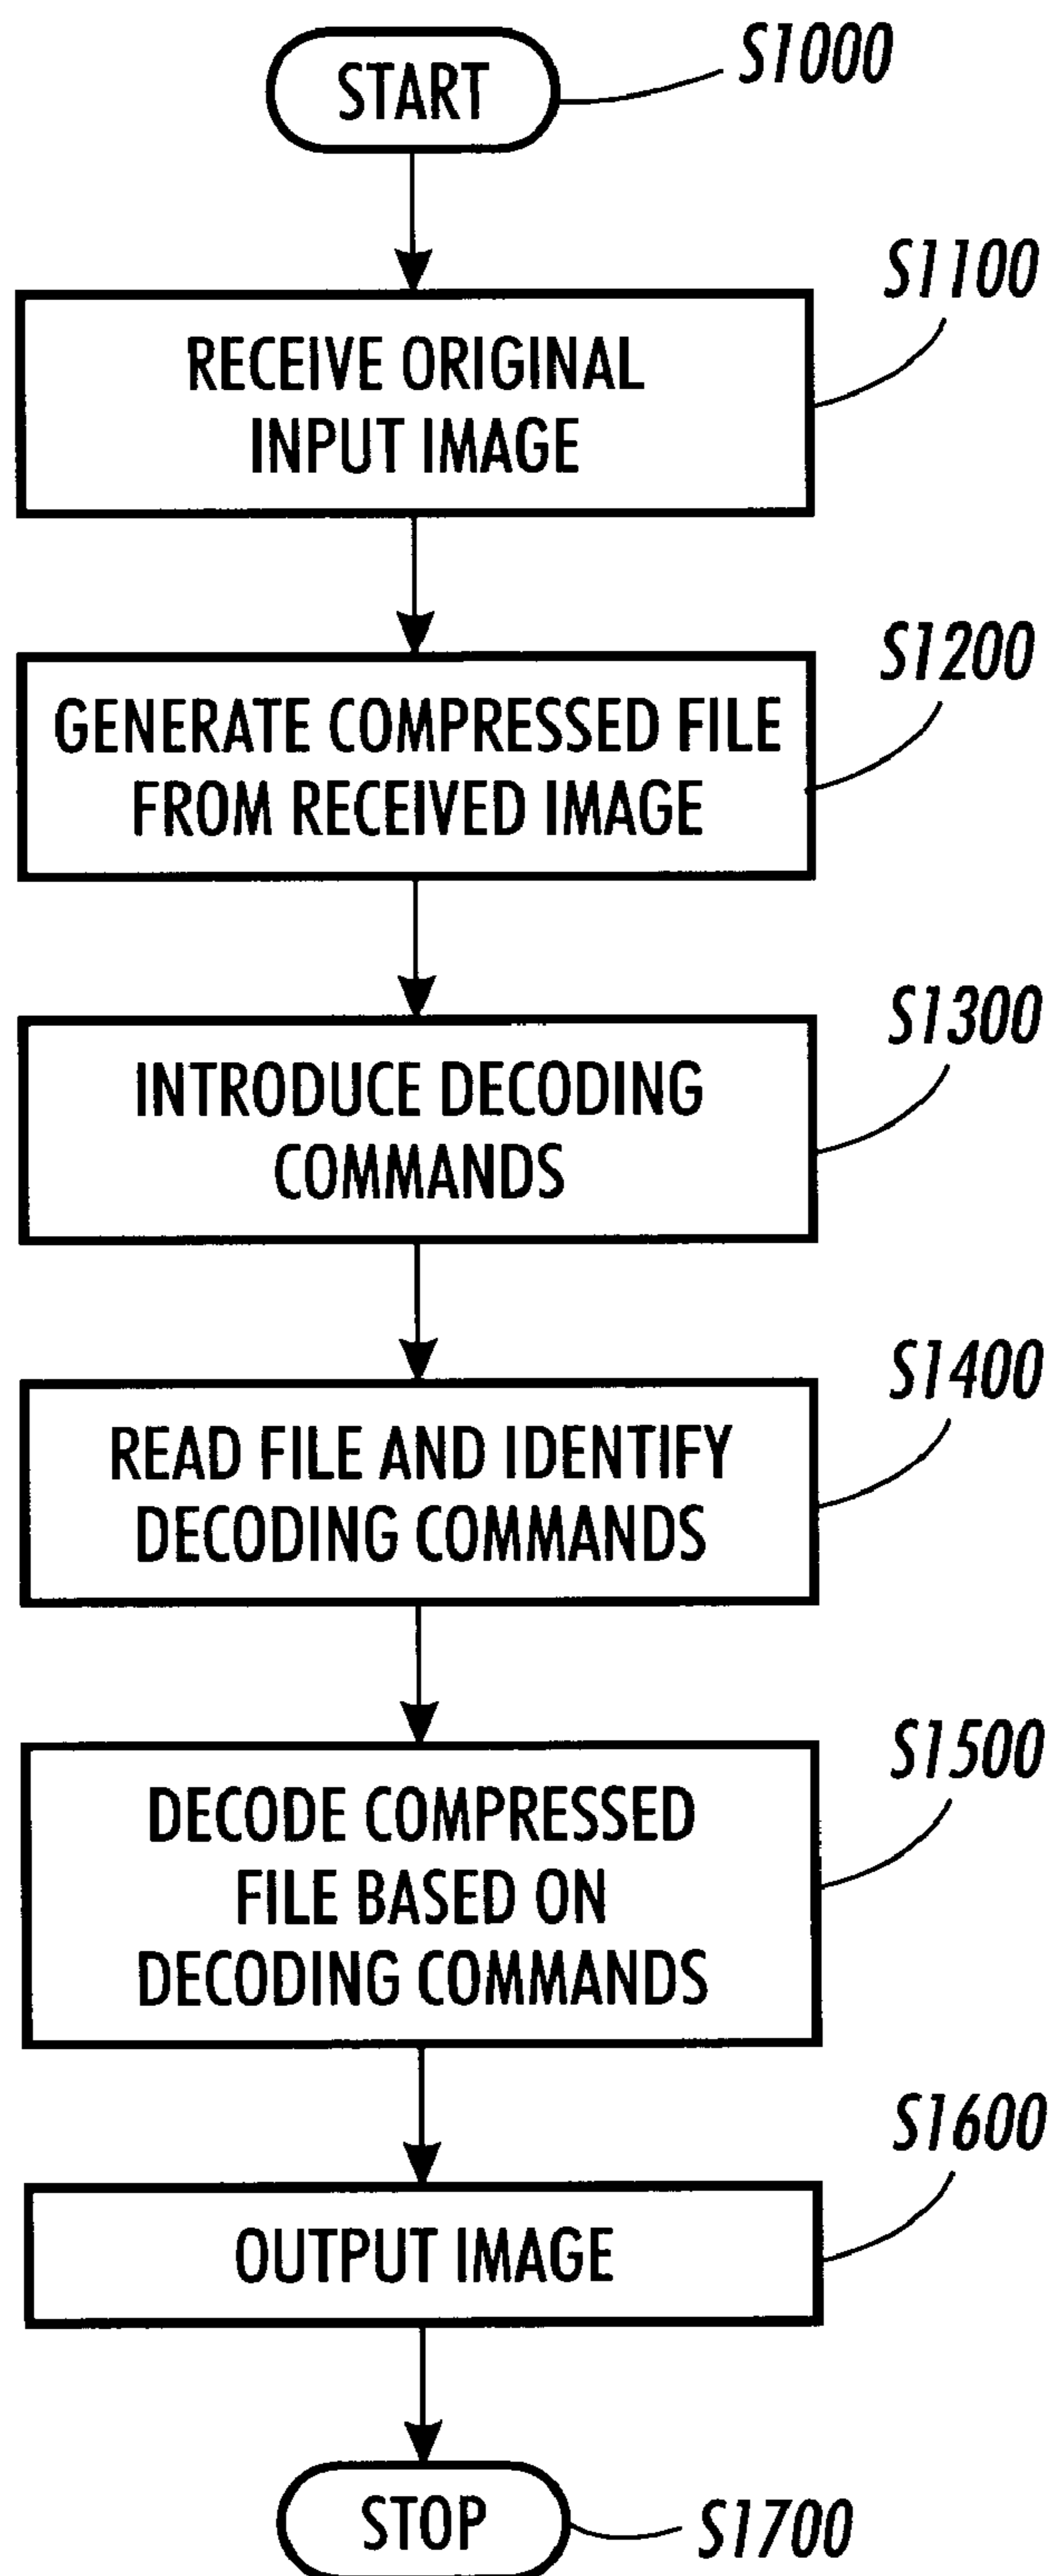 START
S1000
S1100
RECEIVE ORIGINAL
INPUT IMAGE
S1200
GENERATE COMPRESSED FILE
FROM RECEIVED IMAGE
S1300
INTRODUCE DECODING
COMMANDS
S1400
READ FILE AND IDENTIFY
DECODING COMMANDS
S1500
DECODE COMPRESSED
FILE BASED ON
DECODING COMMANDS
S1600
OUTPUT IMAGE
STOP
S1700